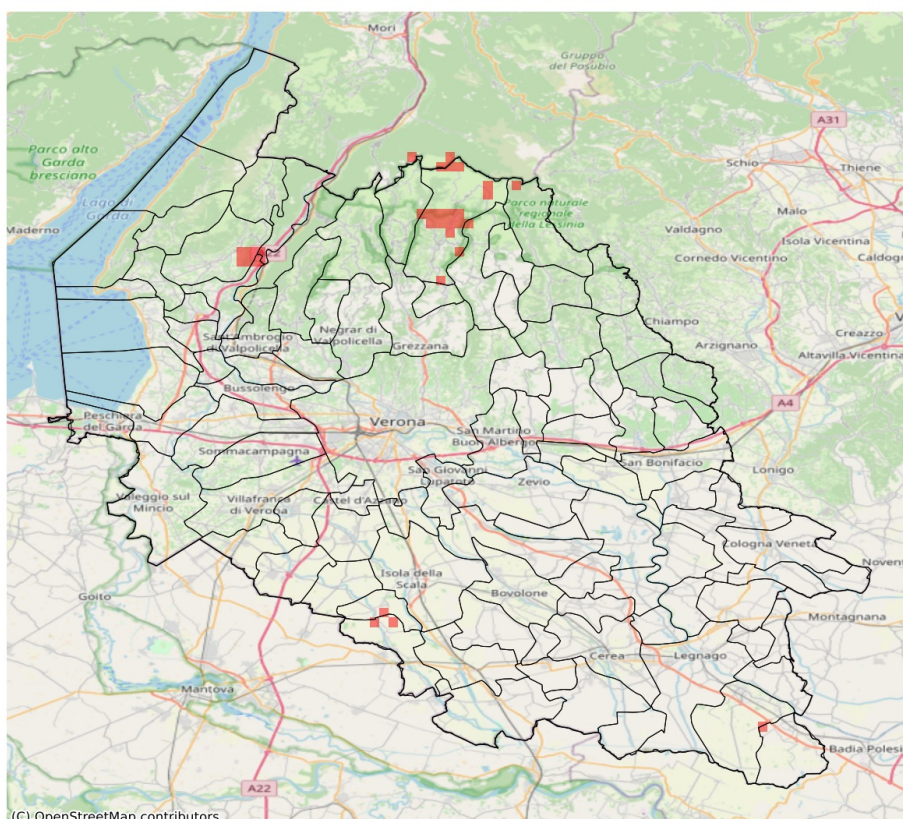 Mori
Gruppo
del Pasubio
A31
Parco alto
Garda
bresciano
Schio
Thiene
Lago di
Garda
Parco naturale
regionale
della Lessinia
Malo
Maderno
Valdagno
Isola Vicentina
Cornedo Vicentino
Caldogn
Chiampo
Sant'Ambrogio
di Valpolicella
Negrar di
Valpolicella
Grezzana
Arzignano
Creazzo
Altavilla Vicentina
Bussolengo
A4
Peschiera
del Garda
Verona
San Martino
Buon Albergo
Sommacampagna
San Giovanni
Lupatoto
San Bonifacio
Lonigo
Zevio
Valeggio sul
Mincio
Villafranca
di Verona
Castel d'Azzano
Cologna Veneta
Noven
Isola della
Scala
Goito
Bovolone
Montagnana
Cerea
Legnago
Mantova
Badia Polesi
A22
(C) OpenStreetMap contributors